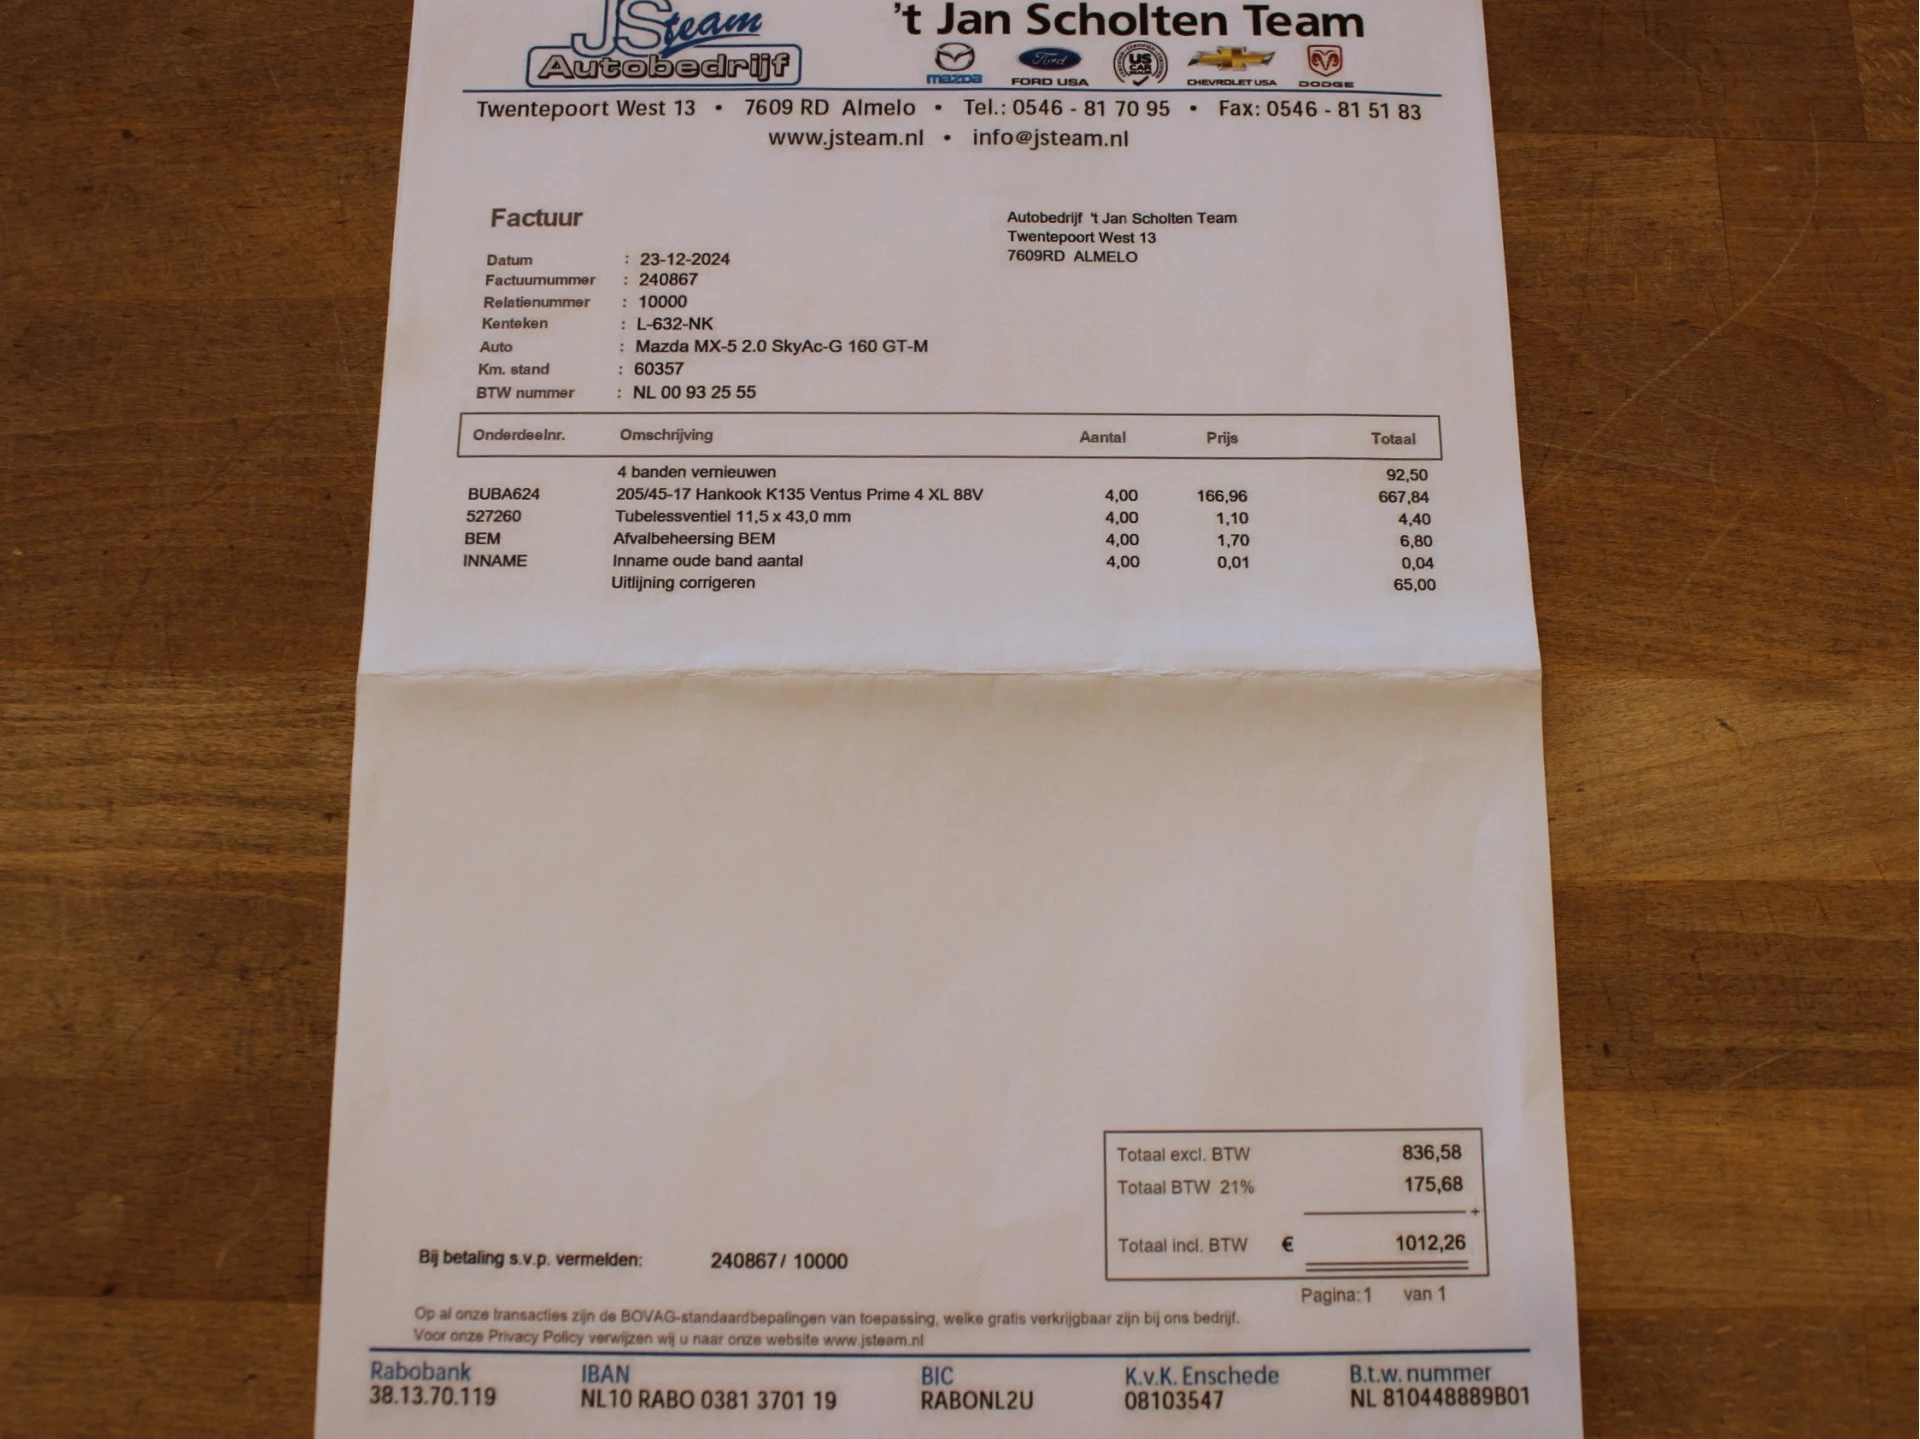 JSteam 't Jan Scholten Team
Autobedrijf
mazda Ford FORD USA US CAR CHEVROLET USA DODGE
Twentepoort West 13 • 7609 RD Almelo • Tel.: 0546 - 81 70 95 • Fax: 0546 - 81 51 83
www.jsteam.nl • info@jsteam.nl
Factuur
Autobedrijf 't Jan Scholten Team
Twentepoort West 13
7609RD ALMELO
Datum : 23-12-2024
Factuurnummer : 240867
Relatienummer : 10000
Kenteken : L-632-NK
Auto : Mazda MX-5 2.0 SkyAc-G 160 GT-M
Km. stand : 60357
BTW nummer : NL 00 93 25 55
Onderdeelnr. Omschrijving Aantal Prijs Totaal
4 banden vernieuwen 92,50
BUBA624 205/45-17 Hankook K135 Ventus Prime 4 XL 88V 4,00 166,96 667,84
527260 Tubelessventiel 11,5 x 43,0 mm 4,00 1,10 4,40
BEM Afvalbeheersing BEM 4,00 1,70 6,80
INNAME Inname oude band aantal 4,00 0,01 0,04
Uitlijning corrigeren 65,00
Totaal excl. BTW 836,58
Totaal BTW 21% 175,68
+
Totaal incl. BTW € 1012,26
Bij betaling s.v.p. vermelden: 240867 / 10000
Pagina: 1 van 1
Op al onze transacties zijn de BOVAG-standaardbepalingen van toepassing, welke gratis verkrijgbaar zijn bij ons bedrijf.
Voor onze Privacy Policy verwijzen wij u naar onze website www.jsteam.nl
Rabobank IBAN BIC K.v.K. Enschede B.t.w. nummer
38.13.70.119 NL10 RABO 0381 3701 19 RABONL2U 08103547 NL 810448889B01